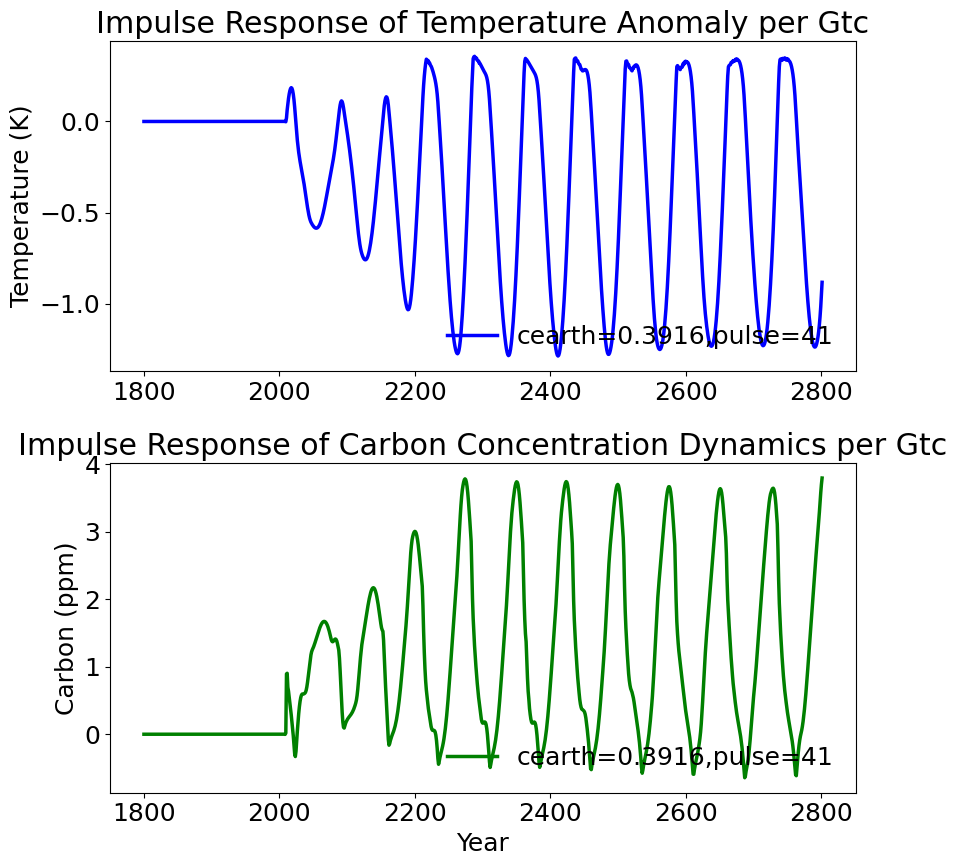 Impulse Response of Temperature Anomaly per Gtc
Temperature (K)
0.0
−0.5
−1.0
cearth=0.3916,pulse=41
1800 2000 2200 2400 2600 2800
Impulse Response of Carbon Concentration Dynamics per Gtc
Carbon (ppm)
4
3
2
1
0
cearth=0.3916,pulse=41
1800 2000 2200 2400 2600 2800
Year